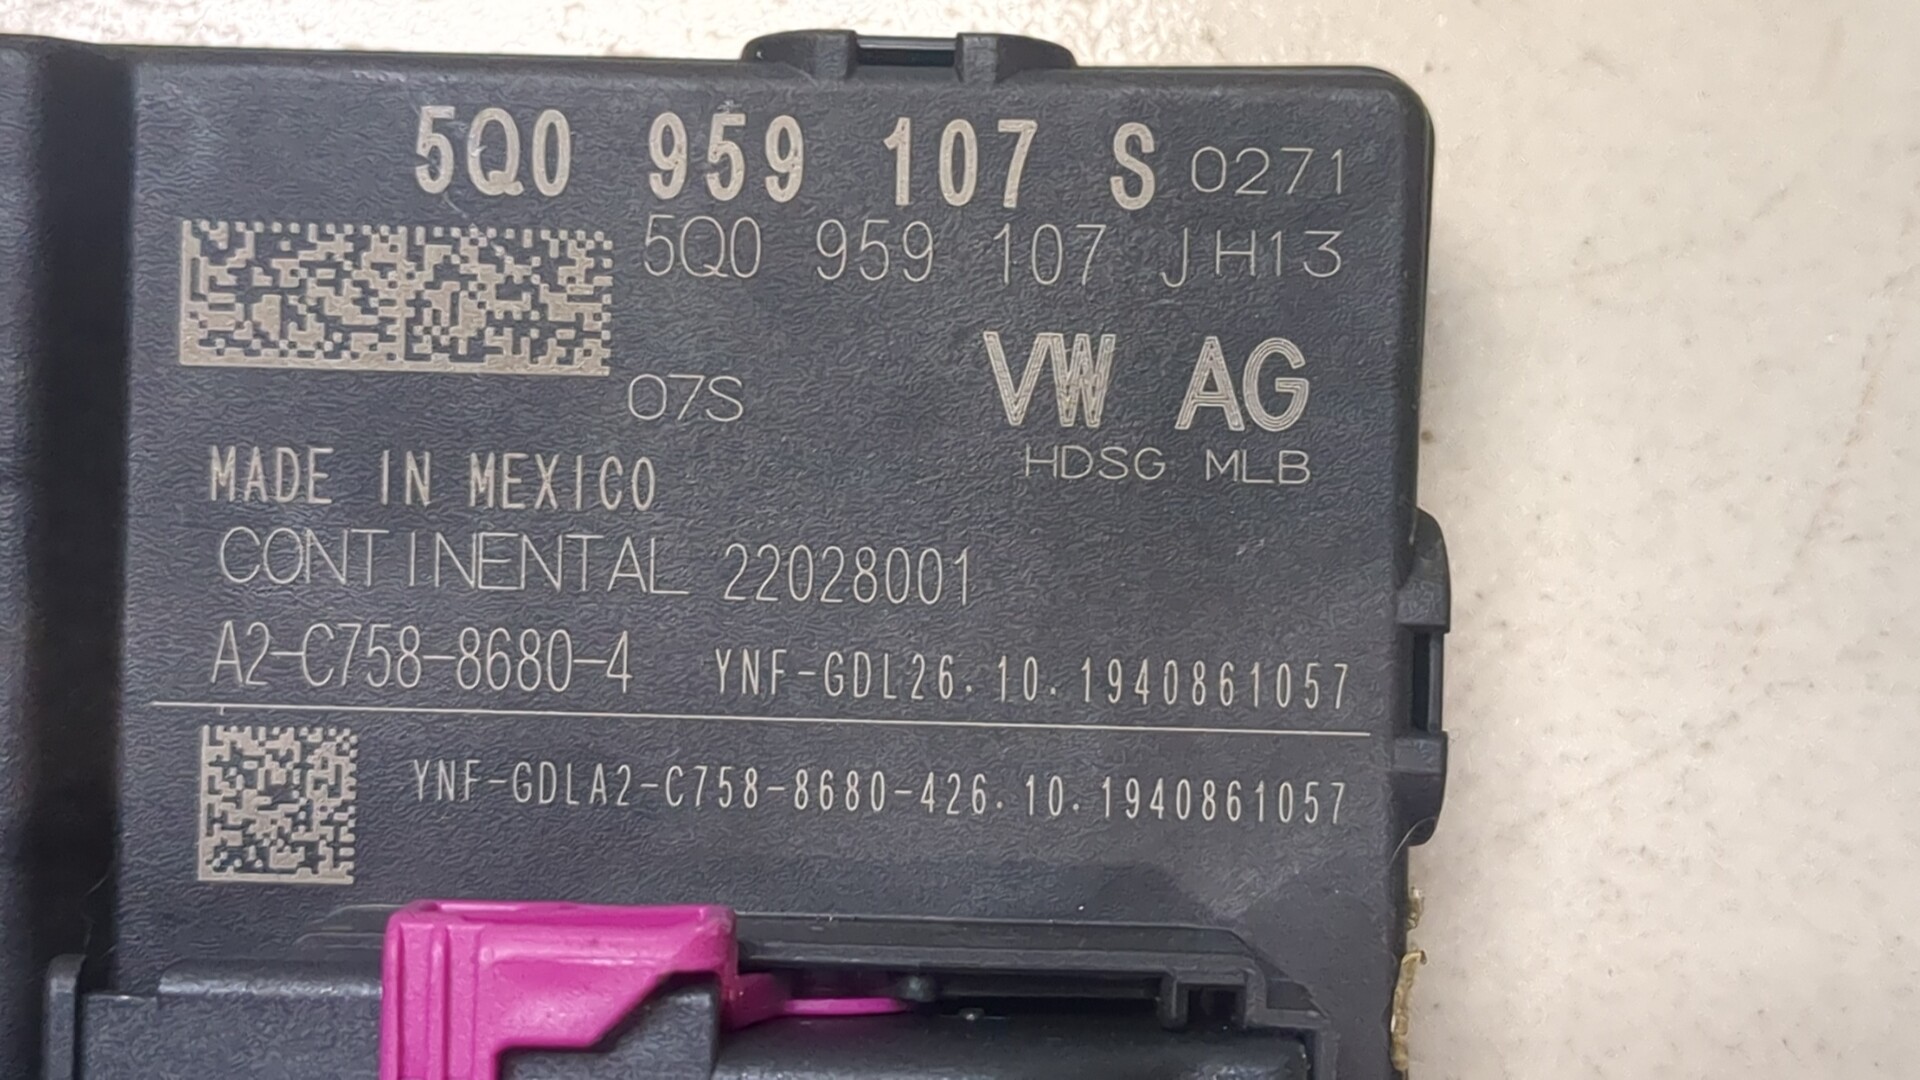 5Q0 959 107 S 0271
5Q0 959 107 J H13
07S
VW AG
HDSG MLB
MADE IN MEXICO
CONTINENTAL 22028001
A2-C758-8680-4 YNF-GDL26.10.1940861057
YNF-GDLA2-C758-8680-426.10.1940861057